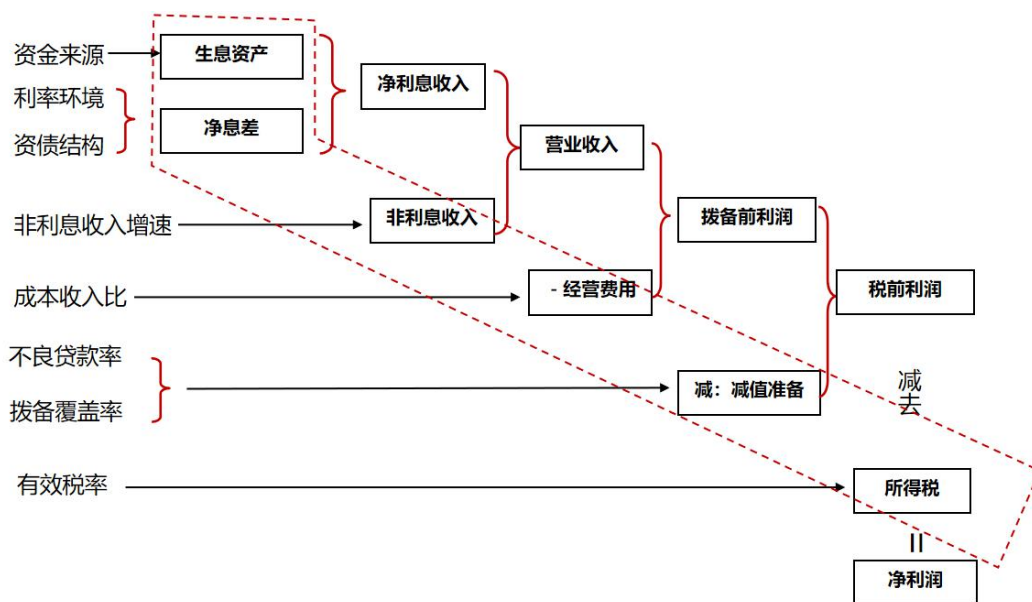 资金来源
生息资产
净利息收入
利率环境
净息差
资债结构
营业收入
非利息收入增速
非利息收入
拨备前利润
成本收入比
- 经营费用
税前利润
不良贷款率
减：减值准备
减去
拨备覆盖率
有效税率
所得税
=
净利润